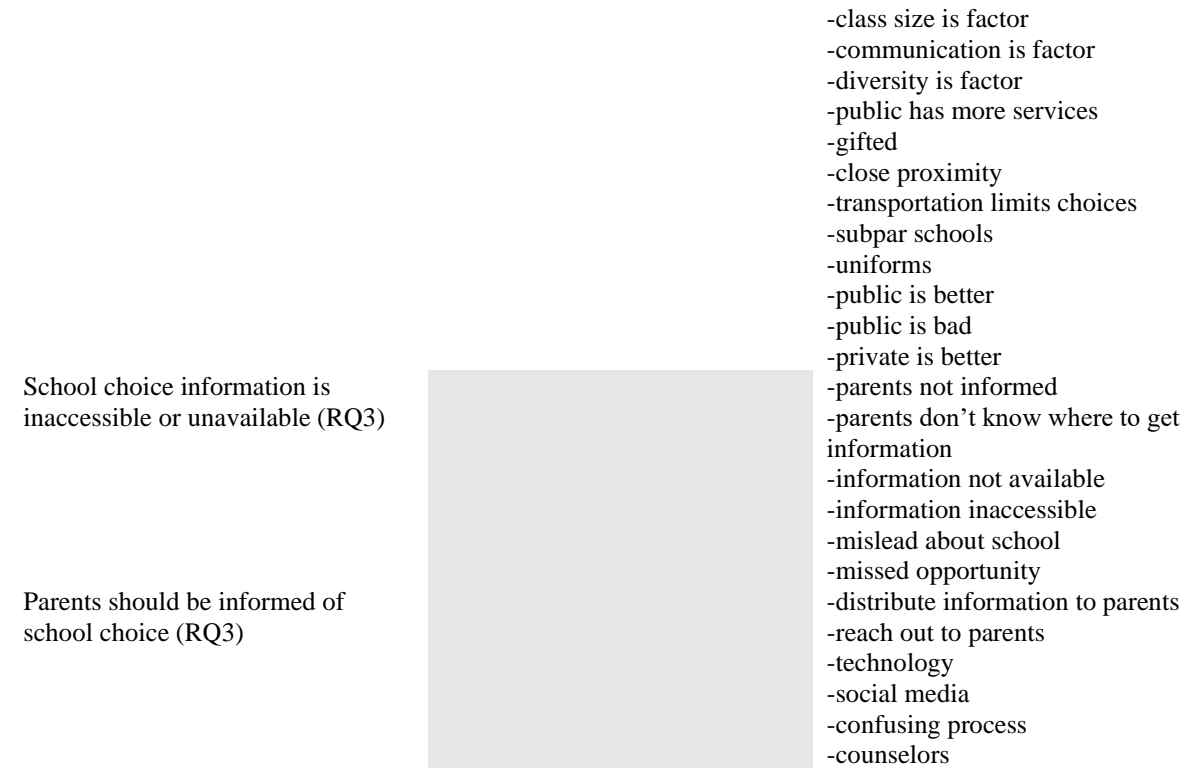 -class size is factor
-communication is factor
-diversity is factor
-public has more services
-gifted
-close proximity
-transportation limits choices
-subpar schools
-uniforms
-public is better
-public is bad
-private is better
School choice information is
inaccessible or unavailable (RQ3)
-parents not informed
-parents don’t know where to get
information
-information not available
-information inaccessible
-mislead about school
-missed opportunity
Parents should be informed of
school choice (RQ3)
-distribute information to parents
-reach out to parents
-technology
-social media
-confusing process
-counselors